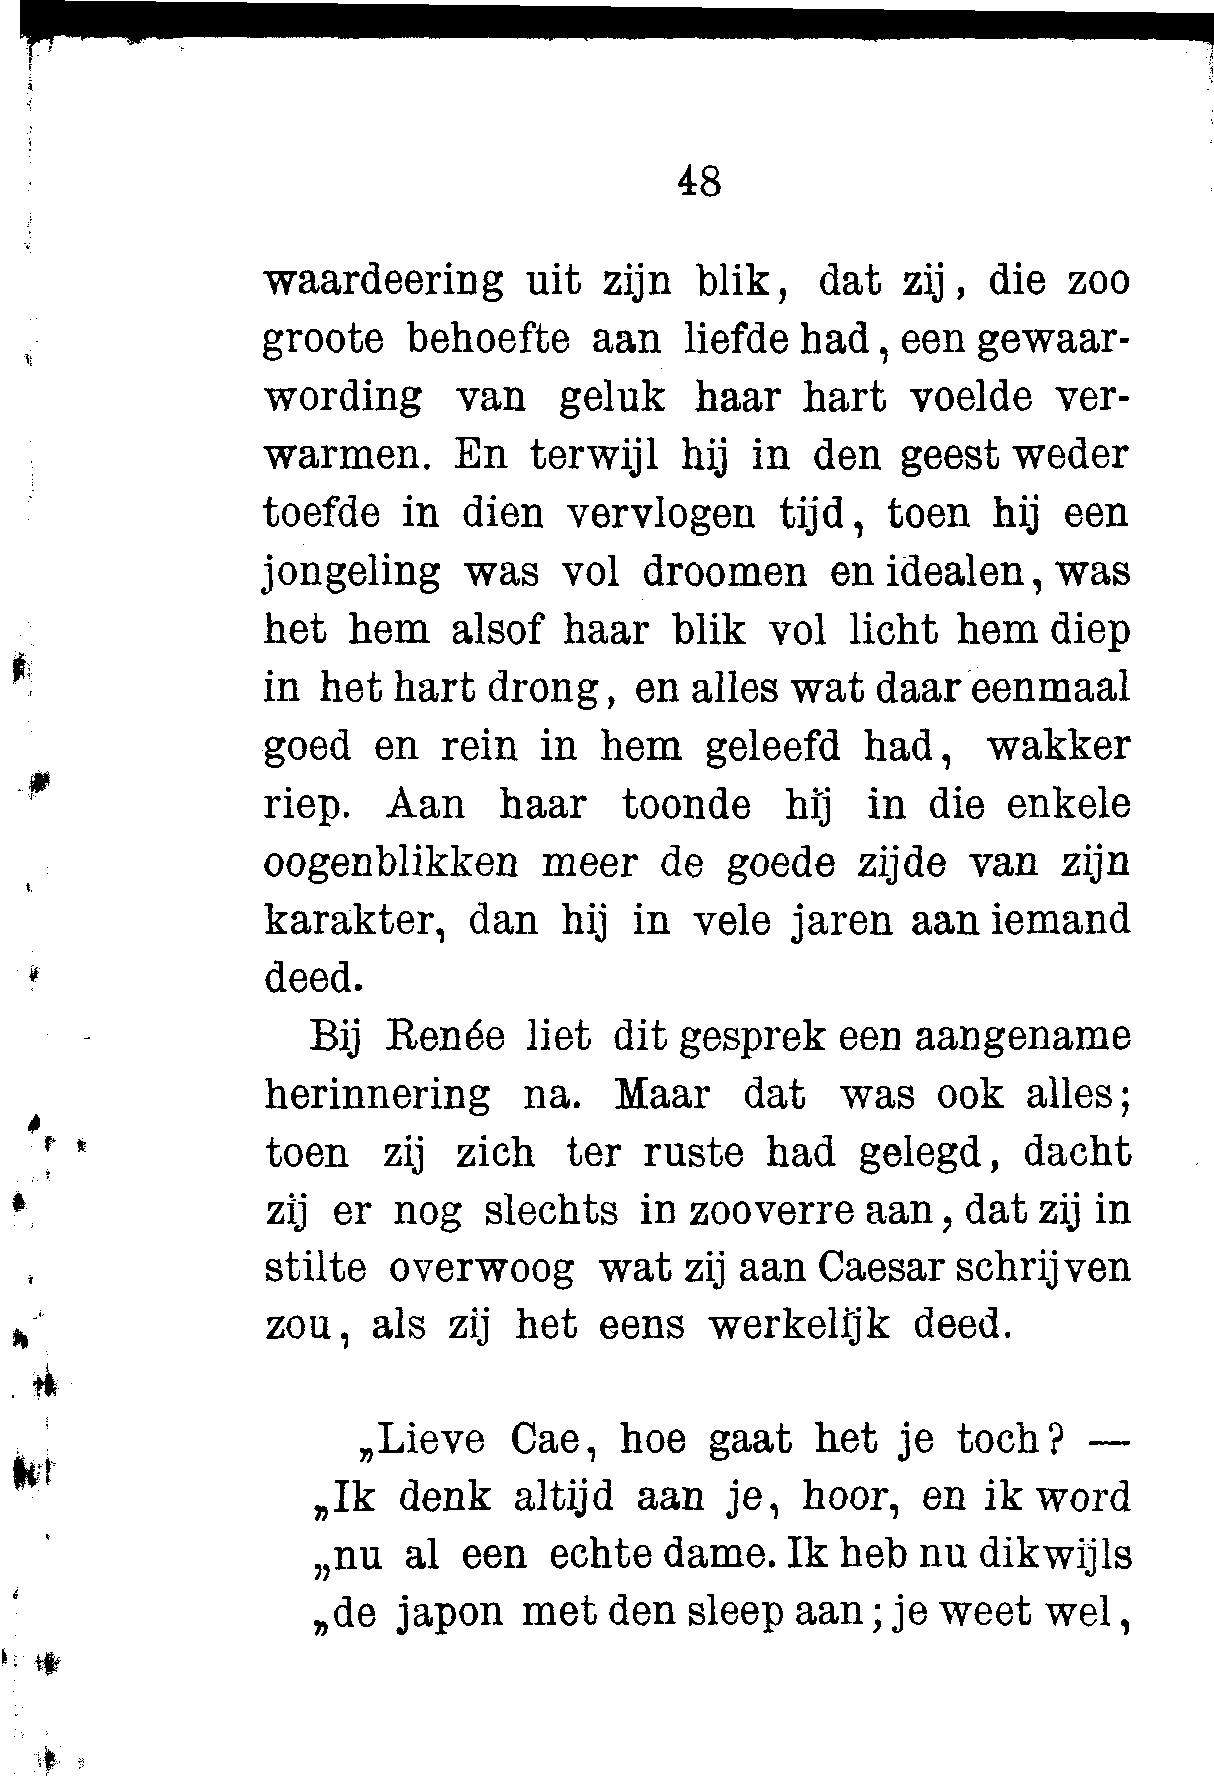 48
waardeering uit zijn blik, dat zij, die zoo
groote behoefte aan liefde had, een gewaar-
wording van geluk haar hart voelde ver-
warmen. En terwijl hij in den geest weder
toefde in dien vervlogen tijd, toen hij een
jongeling was vol droomen en idealen, was
het hem alsof haar blik vol licht hem diep
in het hart drong, en alles wat daar eenmaal
goed en rein in hem geleefd had, wakker
riep. Aan haar toonde hij in die enkele
oogenblikken meer de goede zijde van zijn
karakter, dan hij in vele jaren aan iemand
deed.
Bij Renée liet dit gesprek een aangename
herinnering na. Maar dat was ook alles;
toen zij zich ter ruste had gelegd, dacht
zij er nog slechts in zooverre aan, dat zij in
stilte overwoog wat zij aan Caesar schrijven
zou, als zij het eens werkelijk deed.
„Lieve Cae, hoe gaat het je toch? —
„Ik denk altijd aan je, hoor, en ik word
„nu al een echte dame. Ik heb nu dikwijls
„de japon met den sleep aan; je weet wel,